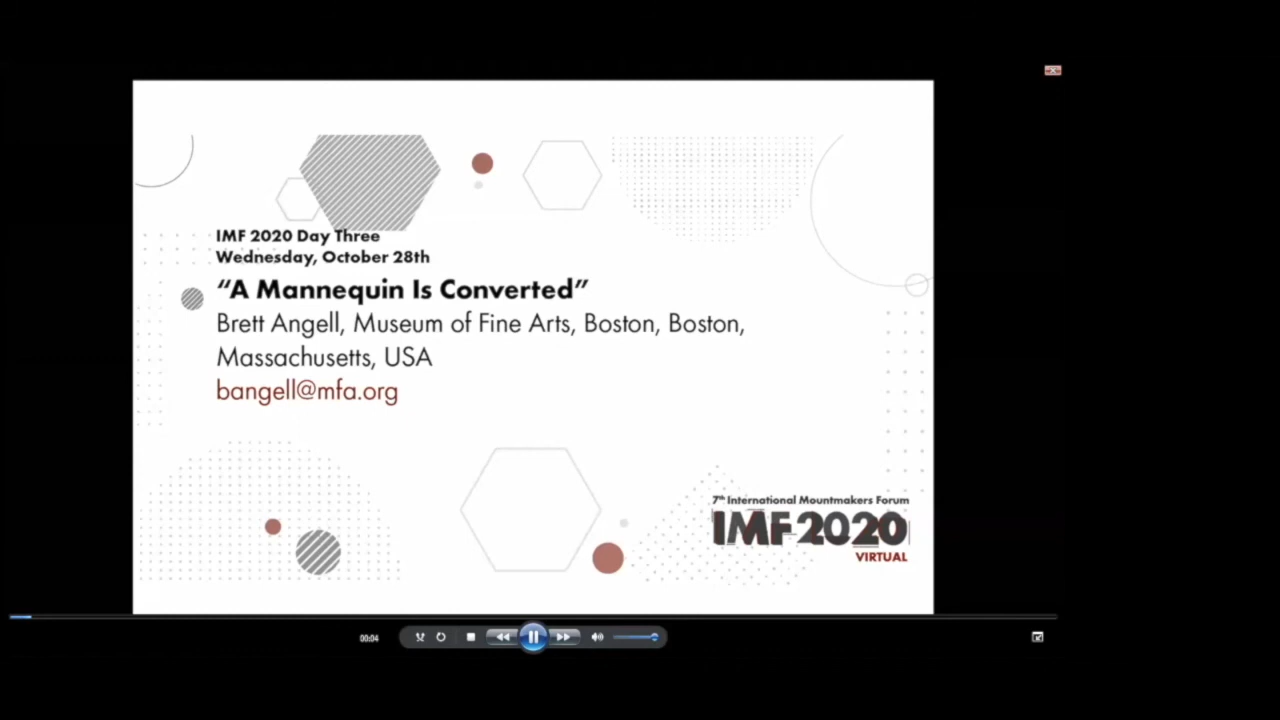 IMF 2020 Day Three
Wednesday, October 28th
“A Mannequin Is Converted”
Brett Angell, Museum of Fine Arts, Boston, Boston,
Massachusetts, USA
bangell@mfa.org
7th International Mountmakers Forum
IMF 2020
VIRTUAL
00:04